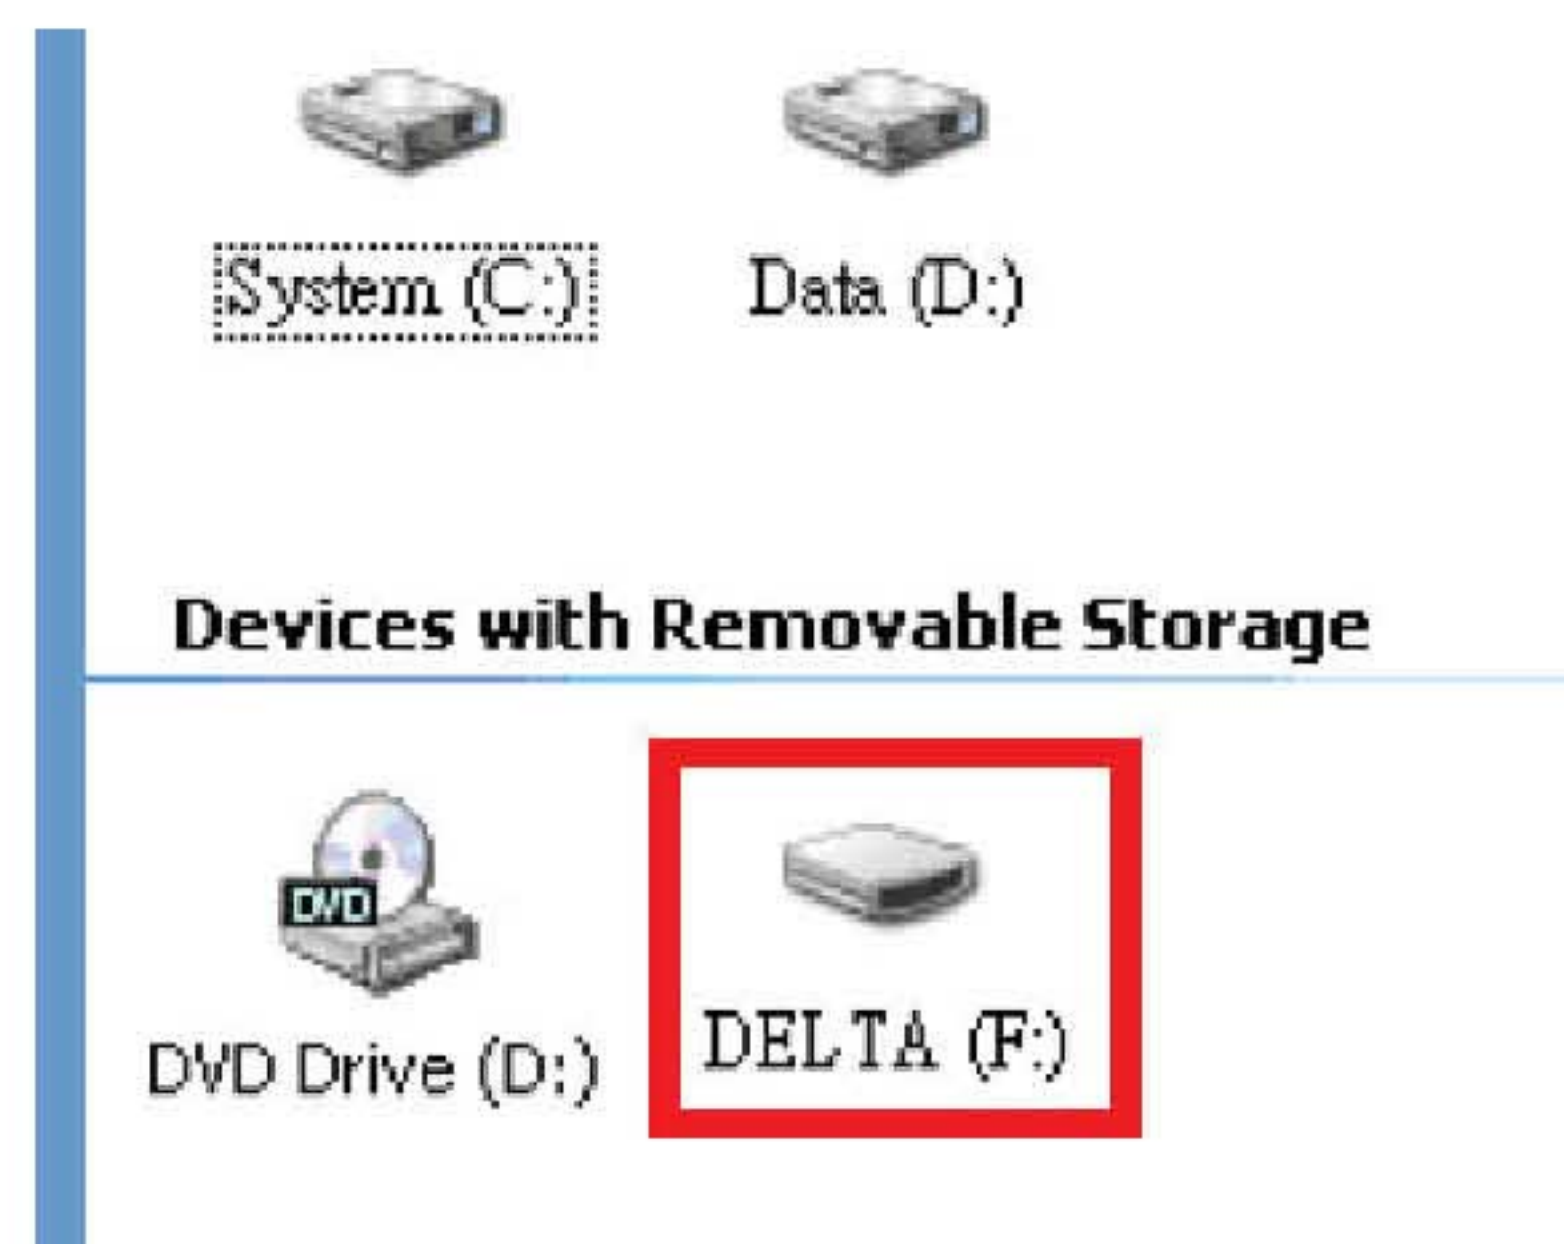 System (C:) Data (D:)
Devices with Removable Storage
DVD
DVD Drive (D:) DELTA (F:)